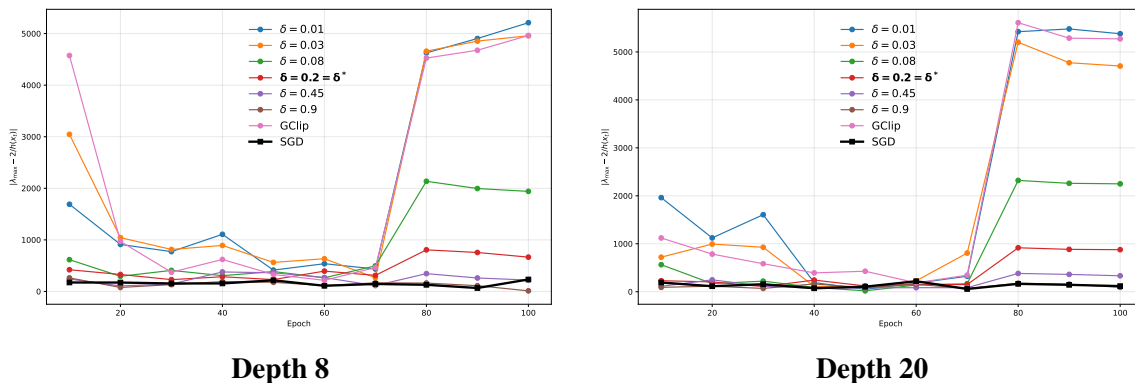 5000
4000
3000
2000
1000
0
|λmax − 2/h(xₜ)|
20
40
60
80
100
Epoch
δ = 0.01
δ = 0.03
δ = 0.08
δ = 0.2 = δ*
δ = 0.45
δ = 0.9
GClip
SGD
Depth 8
5000
4000
3000
2000
1000
0
|λmax − 2/h(xₜ)|
20
40
60
80
100
Epoch
δ = 0.01
δ = 0.03
δ = 0.08
δ = 0.2 = δ*
δ = 0.45
δ = 0.9
GClip
SGD
Depth 20